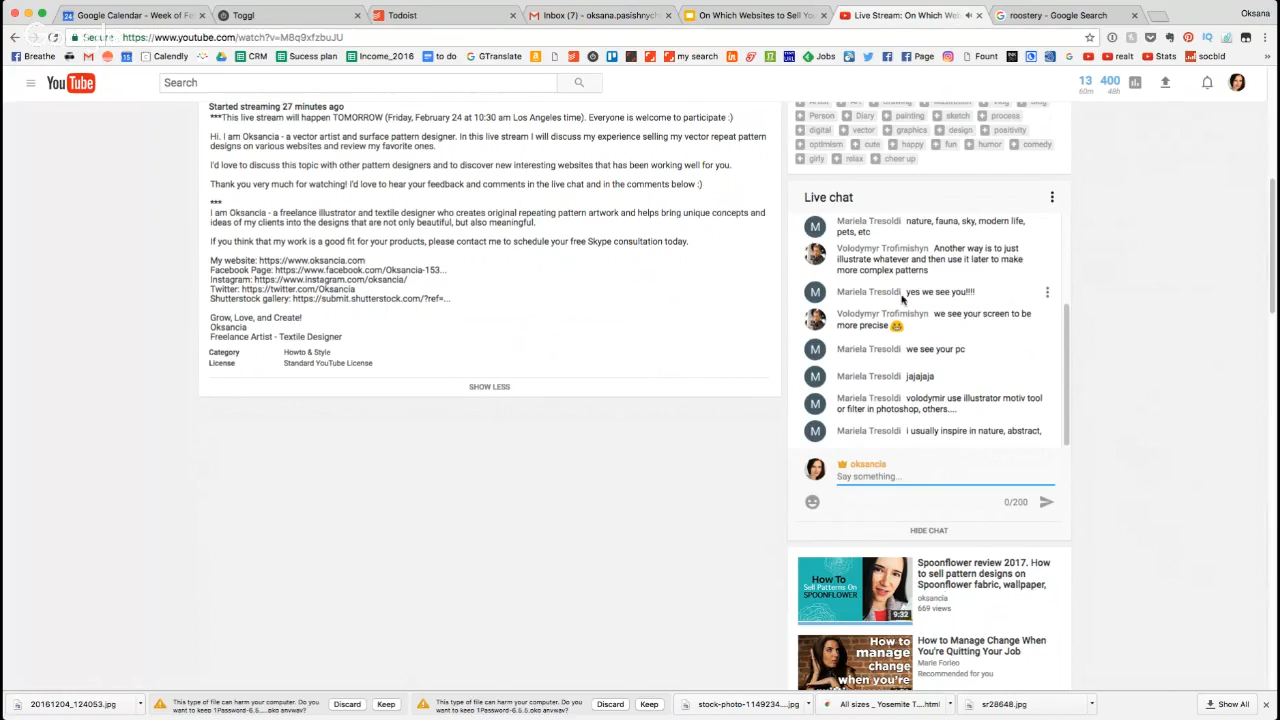 Google Calendar - Week of Fe
Toggl
Todoist
Inbox (7) - oksana.pasishnych
On Which Websites to Sell Yo
Live Stream: On Which Web
roostery - Google Search
Oksana
Secure
https://www.youtube.com/watch?v=M8q9xfzbuJU
Breathe
CRM
Sucess plan
Income_2016
to do
GTranslate
my search
Jobs
Page
Fount
realt
Stats
socbld
»
YouTube
Search
13
60m
400
48h
Started streaming 27 minutes ago
***This live stream will happen TOMORROW (Friday, February 24 at 10:30 am Los Angeles time). Everyone is welcome to participate :)
Hi. I am Oksancia - a vector artist and surface pattern designer. In this live stream I will discuss my experience selling my vector repeat pattern
designs on various websites and review my favorite ones.
I'd love to discuss this topic with other pattern designers and to discover new interesting websites that has been working well for you.
Thank you very much for watching! I'd love to hear your feedback and comments in the live chat and in the comments below :)
***
I am Oksancia - a freelance illustrator and textile designer who creates original repeating pattern artwork and helps bring unique concepts and
ideas of my clients into the designs that are not only beautiful, but also meaningful.
If you think that my work is a good fit for your products, please contact me to schedule your free Skype consultation today.
My website: https://www.oksancia.com
Facebook Page: https://www.facebook.com/Oksancia-153...
Instagram: https://www.instagram.com/oksancia/
Twitter: https://twitter.com/Oksancia
Shutterstock gallery: https://submit.shutterstock.com/?ref=...
Grow, Love, and Create!
Oksancia
Freelance Artist - Textile Designer
Category Howto & Style
License Standard YouTube License
SHOW LESS
Person Diary painting sketch process
digital vector graphics design positivity
optimism cute happy fun humor comedy
girly relax cheer up
Live chat
Mariela Tresoldi nature, fauna, sky, modern life,
pets, etc
Volodymyr Trofimishyn Another way is to just
illustrate whatever and then use it later to make
more complex patterns
Mariela Tresoldi yes we see you!!!!
Volodymyr Trofimishyn we see your screen to be
more precise
Mariela Tresoldi we see your pc
Mariela Tresoldi jajajaja
Mariela Tresoldi volodymir use illustrator motiv tool
or filter in photoshop, others....
Mariela Tresoldi i usually inspire in nature, abstract,
oksancia
Say something...
0/200
HIDE CHAT
How To
Sell Patterns On
SPOONFLOWER
9:32
Spoonflower review 2017. How
to sell pattern designs on
Spoonflower fabric, wallpaper,
oksancia
669 views
How to
manage
change
when you're
How to Manage Change When
You're Quitting Your Job
Marie Forleo
Recommended for you
20161204_124053.jpg
This type of file can harm your computer. Do you
want to keep 1Password-6.5....pkg anyway?
Discard
Keep
This type of file can harm your computer. Do you
want to keep 1Password-6.5.5.pkg anyway?
Discard
Keep
stock-photo-1149234....jpg
All sizes _ Yosemite T....html
sr28648.jpg
Show All